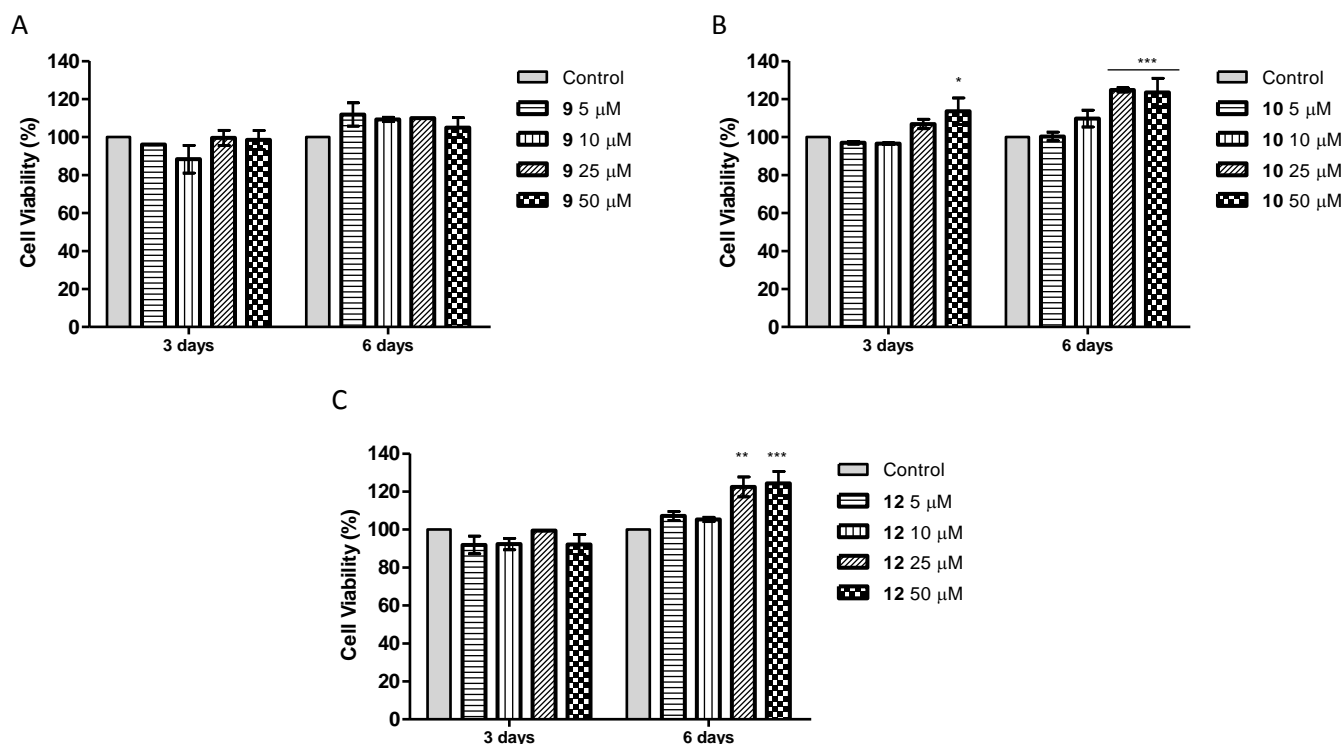 A
Cell Viability (%)
140
120
100
80
60
40
20
0
3 days
6 days
Control
9 5 μM
9 10 μM
9 25 μM
9 50 μM
B
Cell Viability (%)
140
120
100
80
60
40
20
0
*
***
3 days
6 days
Control
10 5 μM
10 10 μM
10 25 μM
10 50 μM
C
Cell Viability (%)
140
120
100
80
60
40
20
0
**
***
3 days
6 days
Control
12 5 μM
12 10 μM
12 25 μM
12 50 μM